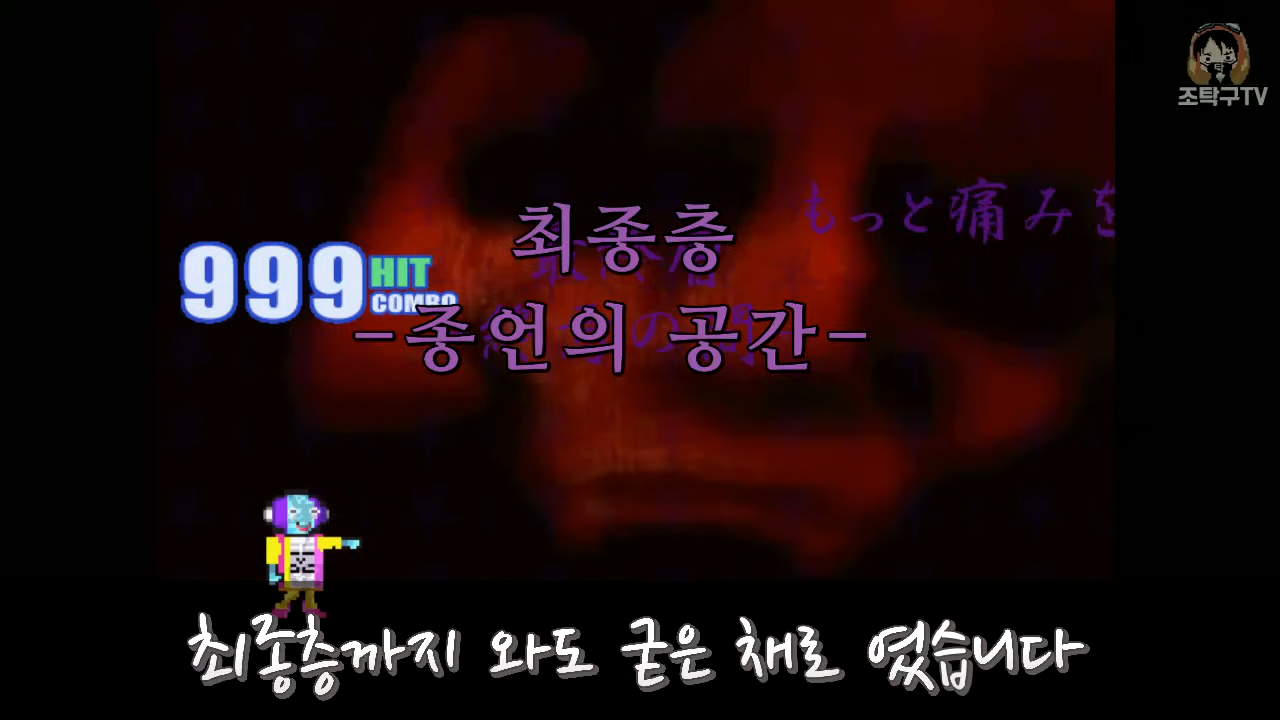 조탁구TV
もっと痛みを
최종층
999 HIT COMBO
-종언의 공간-
최종층까지 와도 굳은 채로 였습니다